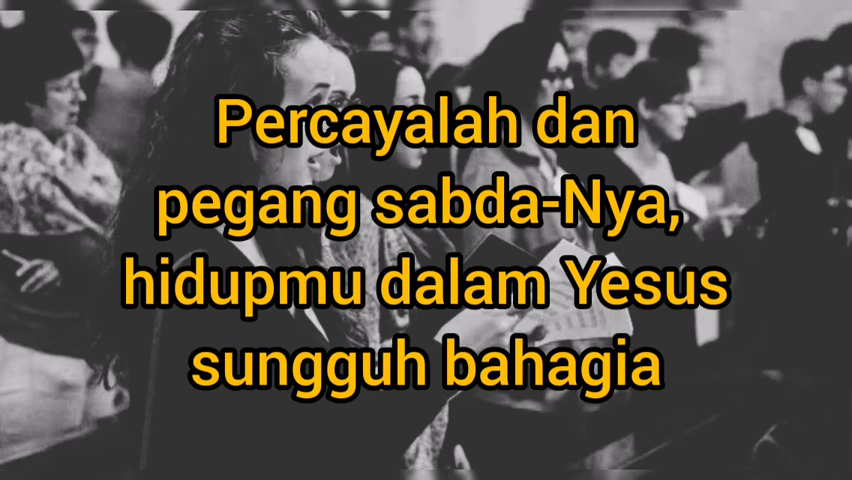 Percayalah dan
pegang sabda-Nya,
hidupmu dalam Yesus
sungguh bahagia